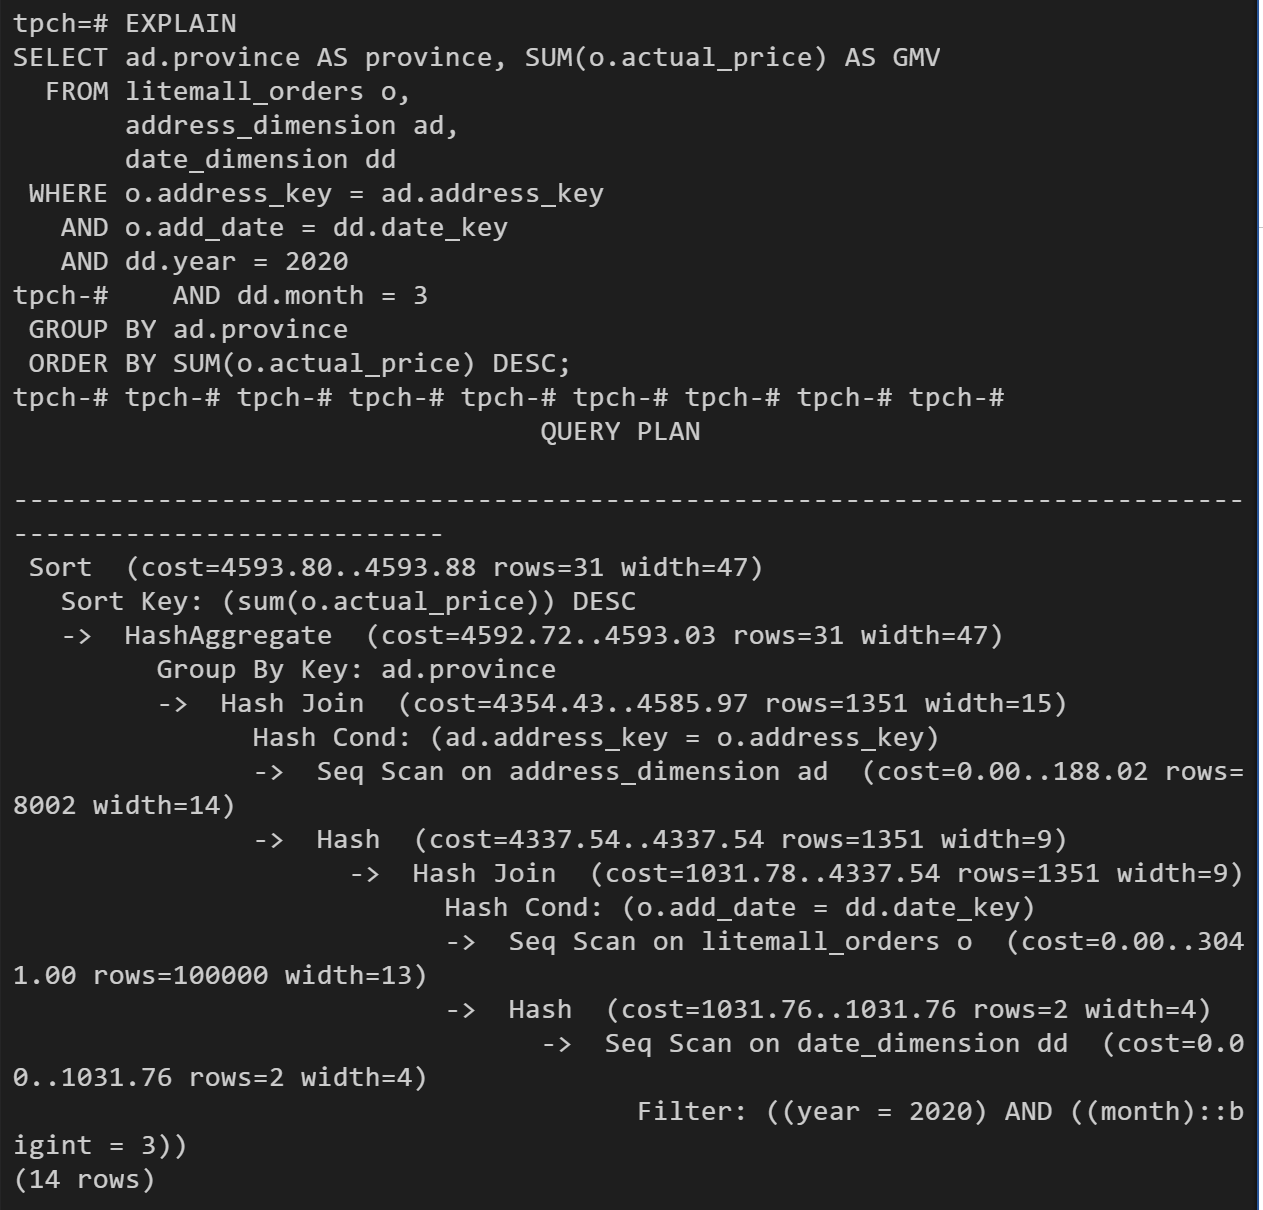 tpch=# EXPLAIN
SELECT ad.province AS province, SUM(o.actual_price) AS GMV
  FROM litemall_orders o,
       address_dimension ad,
       date_dimension dd
 WHERE o.address_key = ad.address_key
   AND o.add_date = dd.date_key
   AND dd.year = 2020
tpch-#    AND dd.month = 3
 GROUP BY ad.province
 ORDER BY SUM(o.actual_price) DESC;
tpch-# tpch-# tpch-# tpch-# tpch-# tpch-# tpch-# tpch-# tpch-#
                                 QUERY PLAN
-----------------------------------------------------------------------------
---------------------------
 Sort  (cost=4593.80..4593.88 rows=31 width=47)
   Sort Key: (sum(o.actual_price)) DESC
   ->  HashAggregate  (cost=4592.72..4593.03 rows=31 width=47)
         Group By Key: ad.province
         ->  Hash Join  (cost=4354.43..4585.97 rows=1351 width=15)
               Hash Cond: (ad.address_key = o.address_key)
               ->  Seq Scan on address_dimension ad  (cost=0.00..188.02 rows=
8002 width=14)
               ->  Hash  (cost=4337.54..4337.54 rows=1351 width=9)
                     ->  Hash Join  (cost=1031.78..4337.54 rows=1351 width=9)
                           Hash Cond: (o.add_date = dd.date_key)
                           ->  Seq Scan on litemall_orders o  (cost=0.00..304
1.00 rows=100000 width=13)
                           ->  Hash  (cost=1031.76..1031.76 rows=2 width=4)
                                 ->  Seq Scan on date_dimension dd  (cost=0.0
0..1031.76 rows=2 width=4)
                                       Filter: ((year = 2020) AND ((month)::b
igint = 3))
(14 rows)